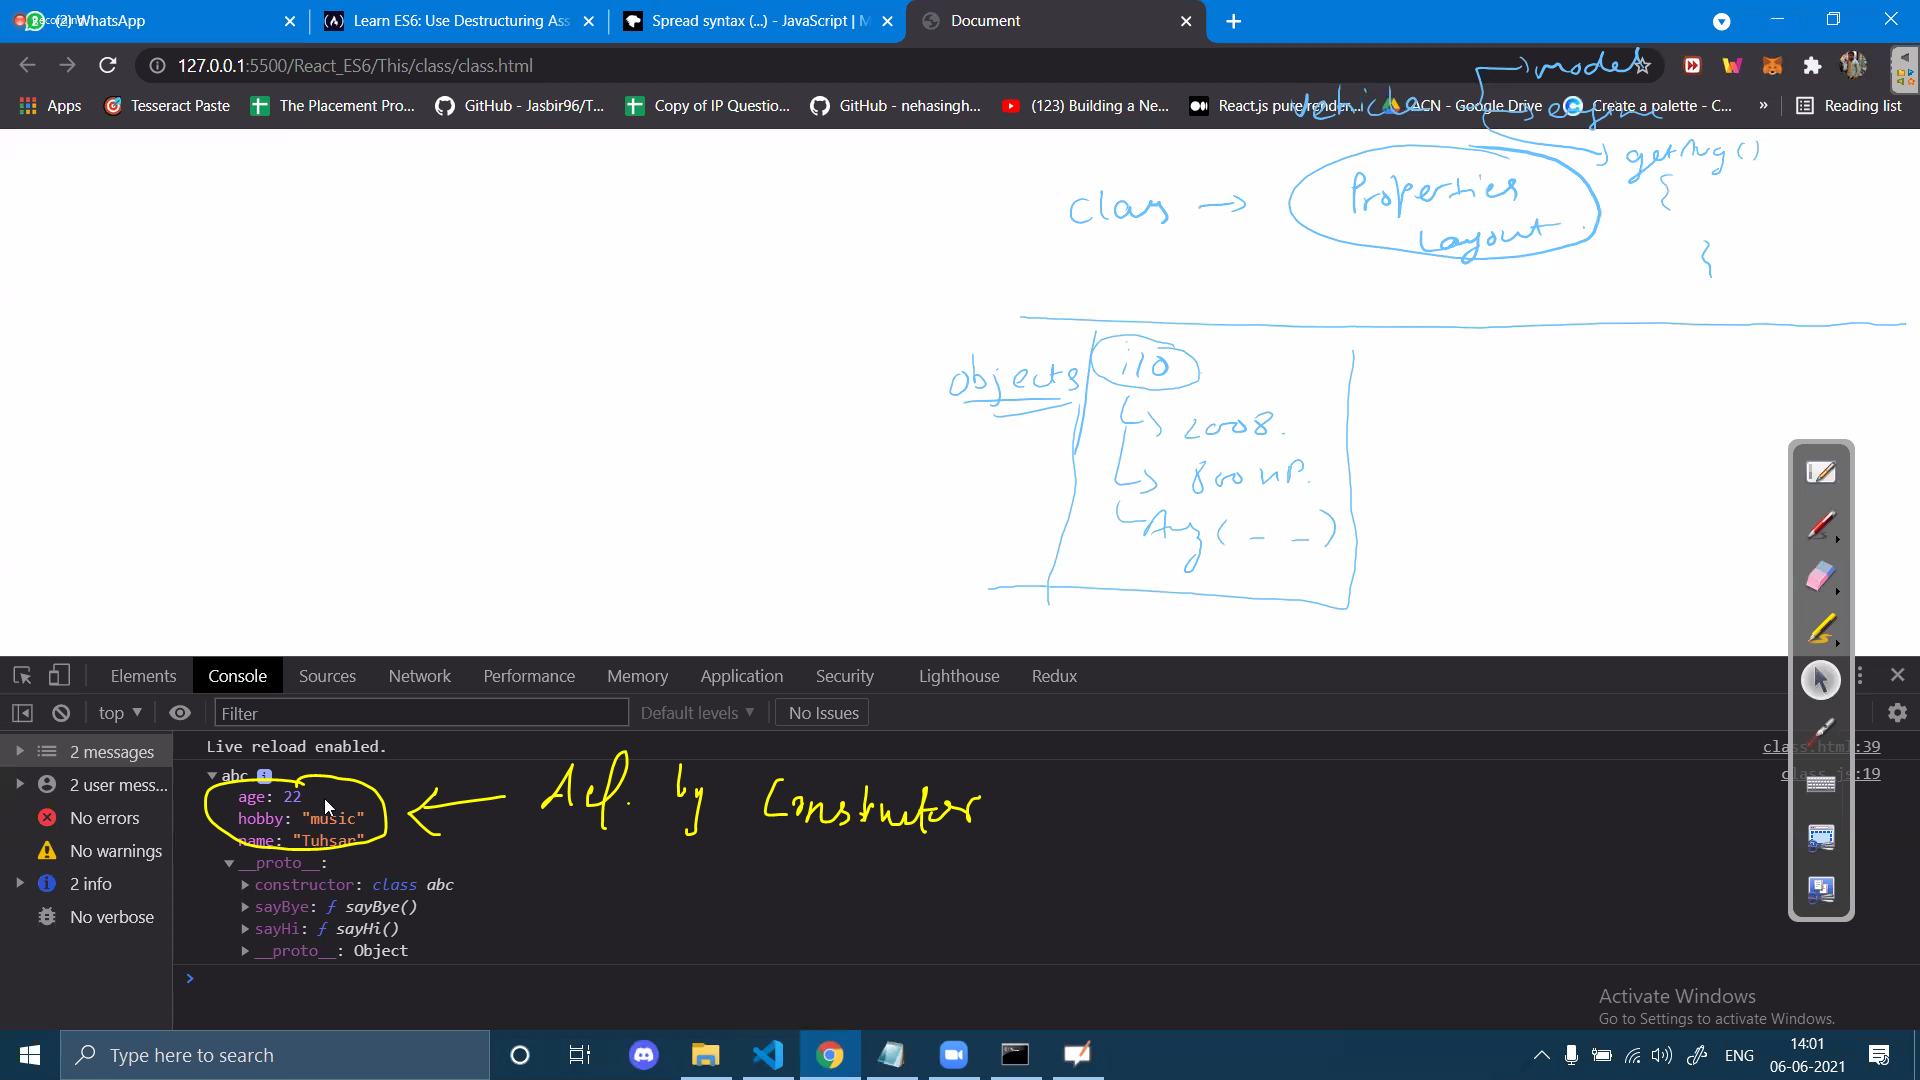 (2) WhatsApp
Learn ES6: Use Destructuring Ass
Spread syntax (...) - JavaScript | M
Document
127.0.0.1:5500/React_ES6/This/class/class.html
Apps
Tesseract Paste
The Placement Pro...
GitHub - Jasbir96/T...
Copy of IP Questio...
GitHub - nehasingh...
(123) Building a Ne...
React.js pure render...
ACN - Google Drive
Create a palette - C...
»
Reading list
model
Vehicle
engine
getAvg()
{
}
Class → Properties
Layout
objects
i10
2008.
800 HP.
Avg ( _ _ )
Elements
Console
Sources
Network
Performance
Memory
Application
Security
Lighthouse
Redux
top
Filter
Default levels
No Issues
2 messages
2 user mess...
No errors
No warnings
2 info
No verbose
Live reload enabled.
class.html:39
abc
class.js:19
age: 22
hobby: "music"
name: "Tuhsar"
__proto__:
constructor: class abc
sayBye: ƒ sayBye()
sayHi: ƒ sayHi()
__proto__: Object
by Constructor
Activate Windows
Go to Settings to activate Windows.
Type here to search
ENG
14:01
06-06-2021